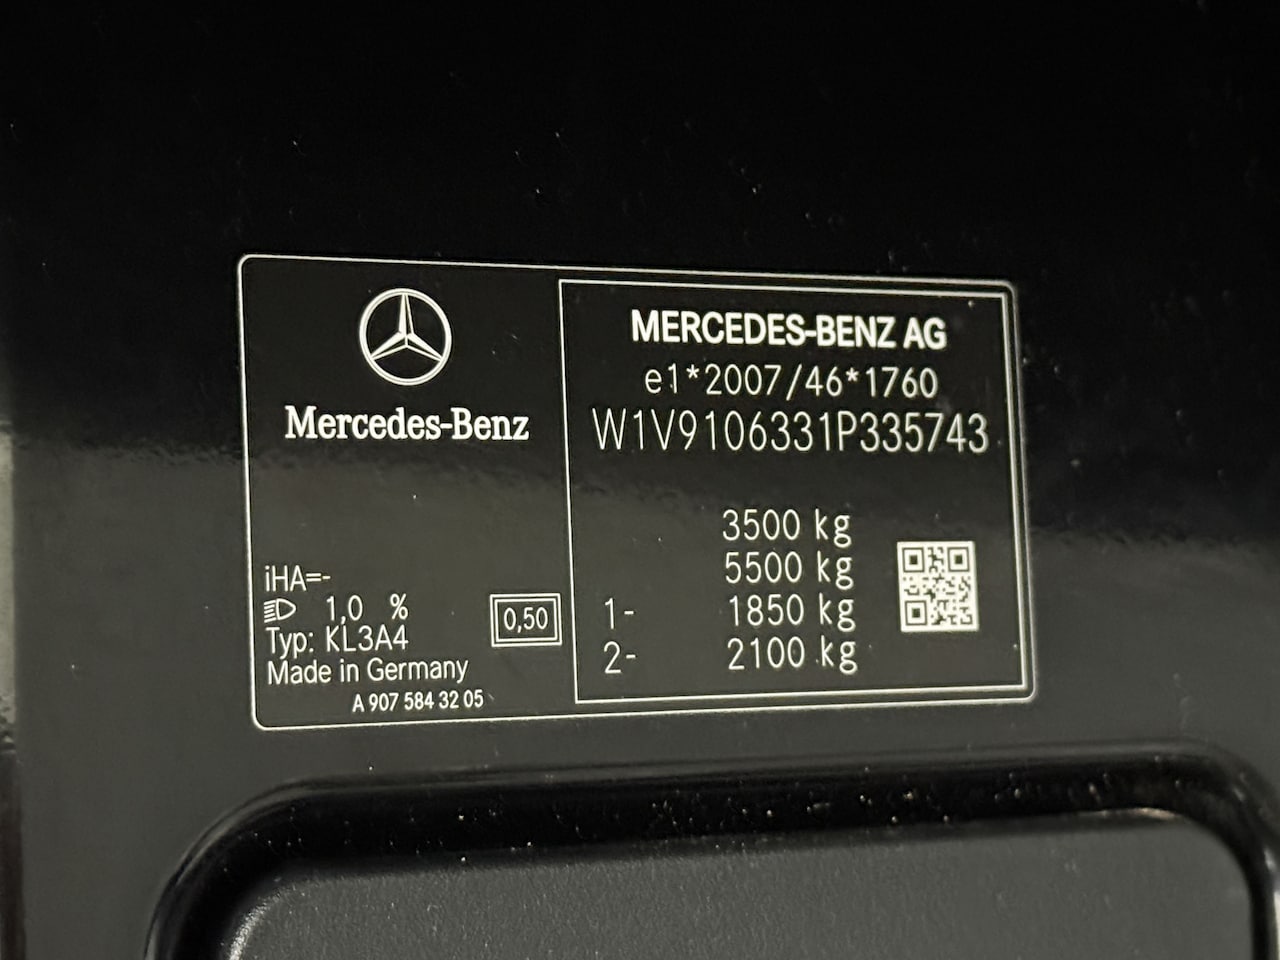 Mercedes-Benz
iHA=-
1,0 %
Typ: KL3A4
Made in Germany
A 907 584 32 05
0,50
MERCEDES-BENZ AG
e1*2007/46*1760
W1V9106331P335743
3500 kg
5500 kg
1- 1850 kg
2- 2100 kg